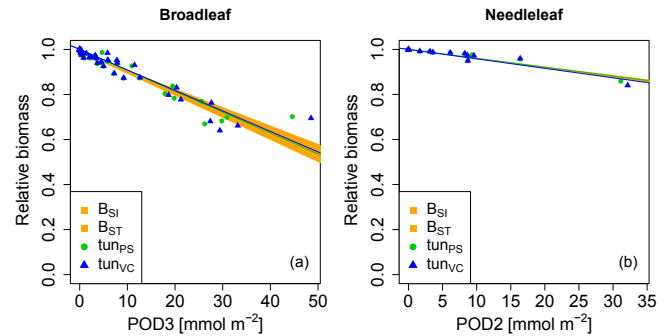 Broadleaf
Relative biomass
1.0
0.8
0.6
0.4
0.2
0.0
B_SI
B_ST
tun_PS
tun_VC
(a)
0 10 20 30 40 50
POD3 [mmol m⁻²]
Needleleaf
Relative biomass
1.0
0.8
0.6
0.4
0.2
0.0
B_SI
B_ST
tun_PS
tun_VC
(b)
0 5 10 15 20 25 30 35
POD2 [mmol m⁻²]